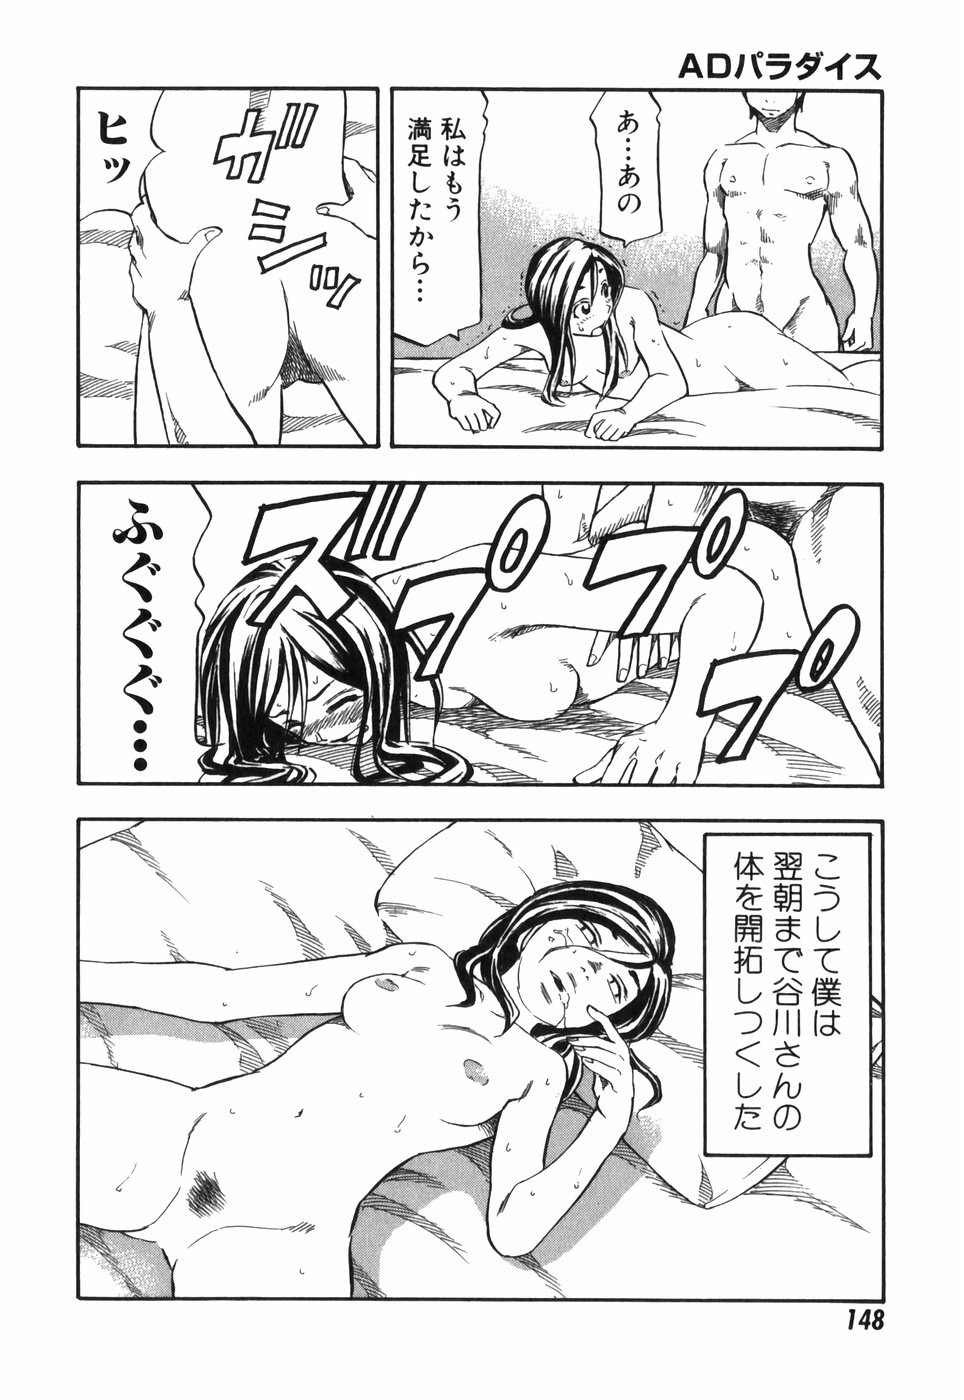 ADパラダイス
あ…あの
私はもう
満足したから…
ガッ
ミシッ
ヒッ
ズプププ
ふぐぐぐ…
こうして僕は
翌朝まで谷川さんの
体を開拓しつくした
148